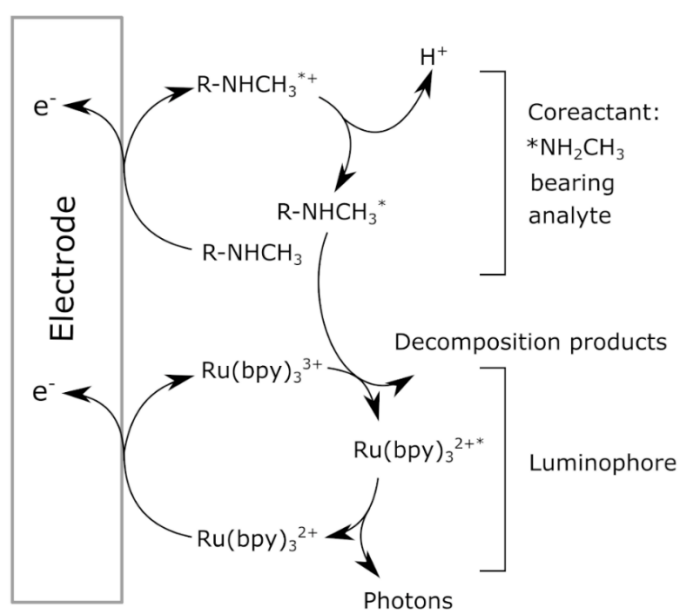 H⁺
R-NHCH₃*⁺
e⁻
Coreactant:
*NH₂CH₃
bearing
analyte
R-NHCH₃*
R-NHCH₃
Electrode
Decomposition products
Ru(bpy)₃³⁺
e⁻
Ru(bpy)₃²⁺*
Luminophore
Ru(bpy)₃²⁺
Photons